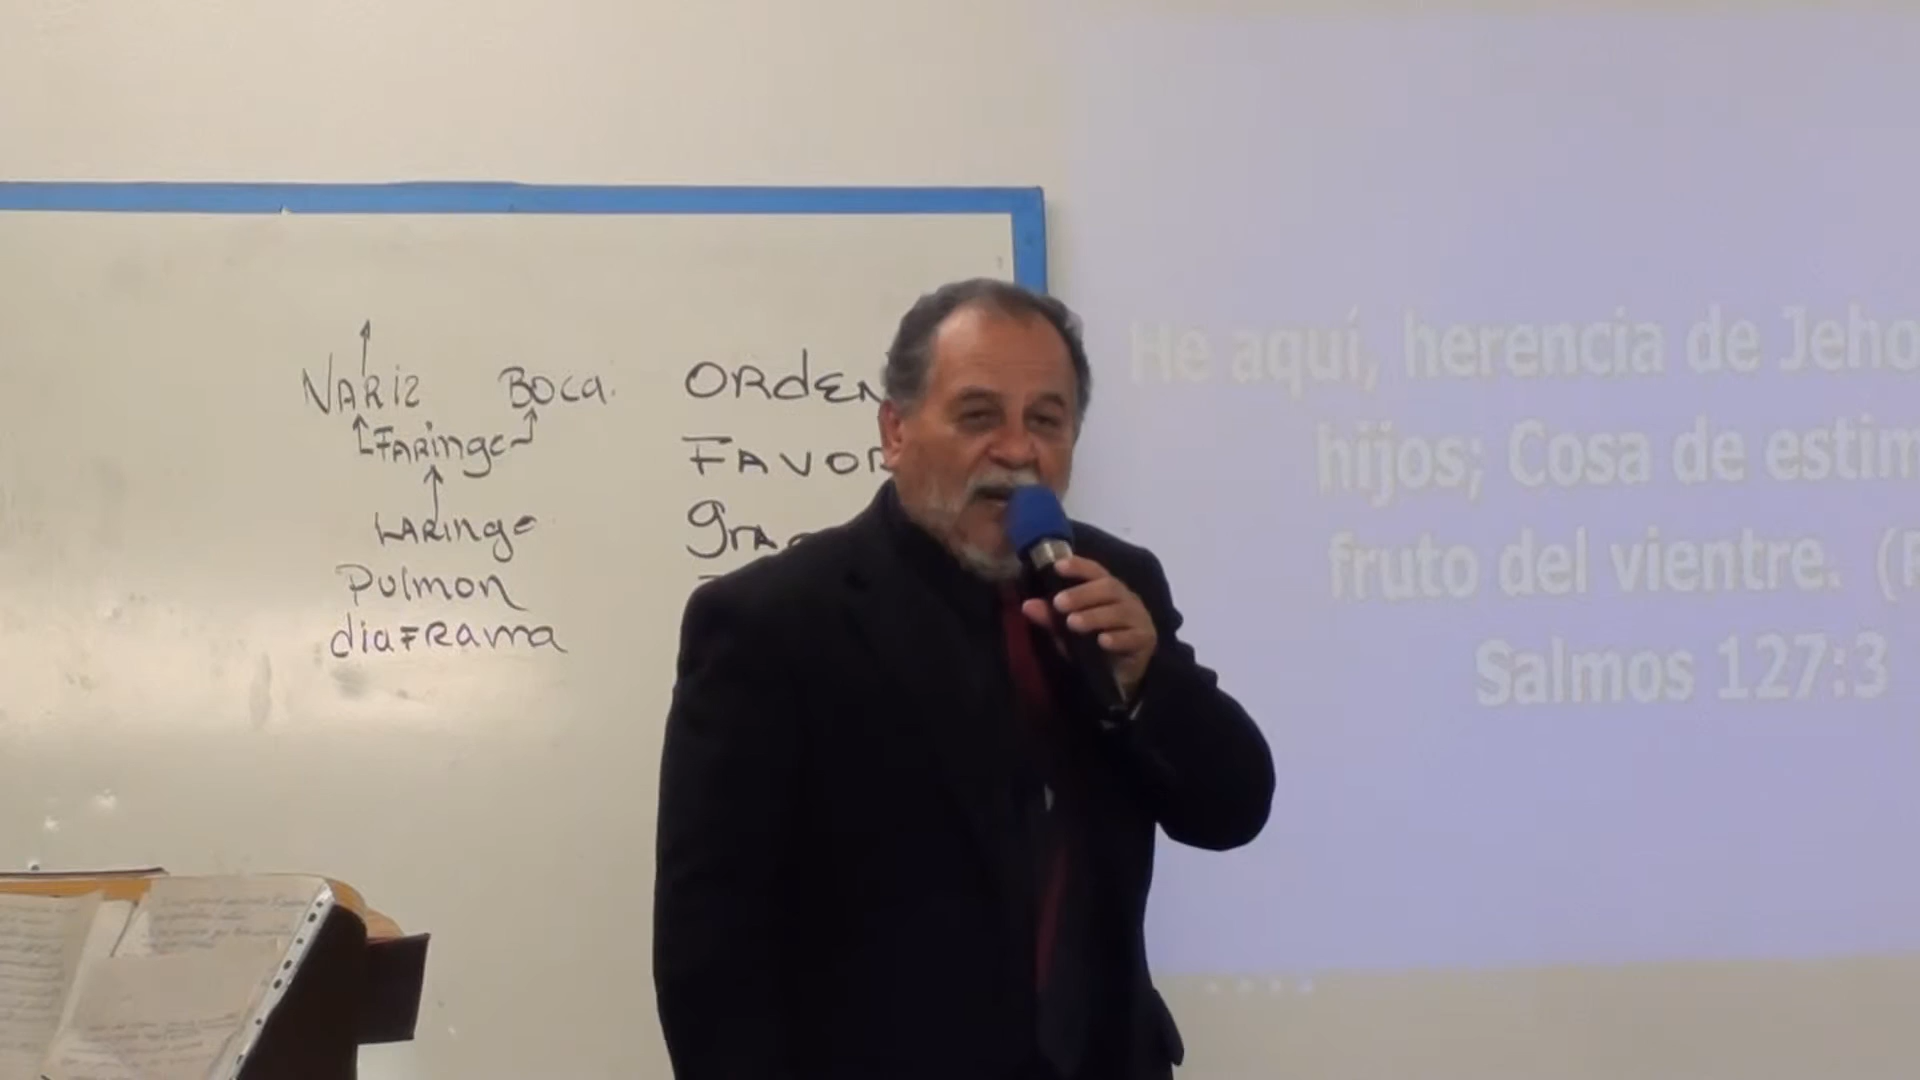 NARIZ BOCA.
FARINGE
LARINGE
PULMON
diaFRAMA
ORDEN
FAVOR
He aquí, herencia de Jeho
hijos; Cosa de estim
fruto del vientre. (R
Salmos 127:3